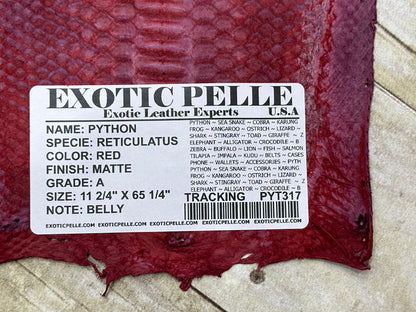 EXOTIC PELLE
Exotic Leather Experts U.S.A
NAME: PYTHON
SPECIE: RETICULATUS
COLOR: RED
FINISH: MATTE
GRADE: A
SIZE: 11 2/4" X 65 1/4"
NOTE: BELLY
PYTHON ~ SEA SNAKE ~ COBRA ~ KARUNG
FROG ~ KANGAROO ~ OSTRICH ~ LIZARD ~
SHARK ~ STINGRAY ~ TOAD ~ GIRAFFE ~ Z
ELEPHANT ~ ALLIGATOR ~ CROCODILE ~ B
ZEBRA ~ BUFFALO ~ LION ~ FISH ~ SALMON
TILAPIA ~ IMPALA ~ KUDU ~ BELTS ~ CASES
PHONE ~ WALLETS ~ ACCESSORIES ~ PYTH
PYTHON ~ SEA SNAKE ~ COBRA ~ KARUNG
FROG ~ KANGAROO ~ OSTRICH ~ LIZARD ~
SHARK ~ STINGRAY ~ TOAD ~ GIRAFFE ~ Z
ELEPHANT ~ ALLIGATOR ~ CROCODILE ~ B
TRACKING PYT317
EXOTICPELLE.COM EXOTICPELLE.COM EXOTICPELLE.COM EXOTICPELLE.COM